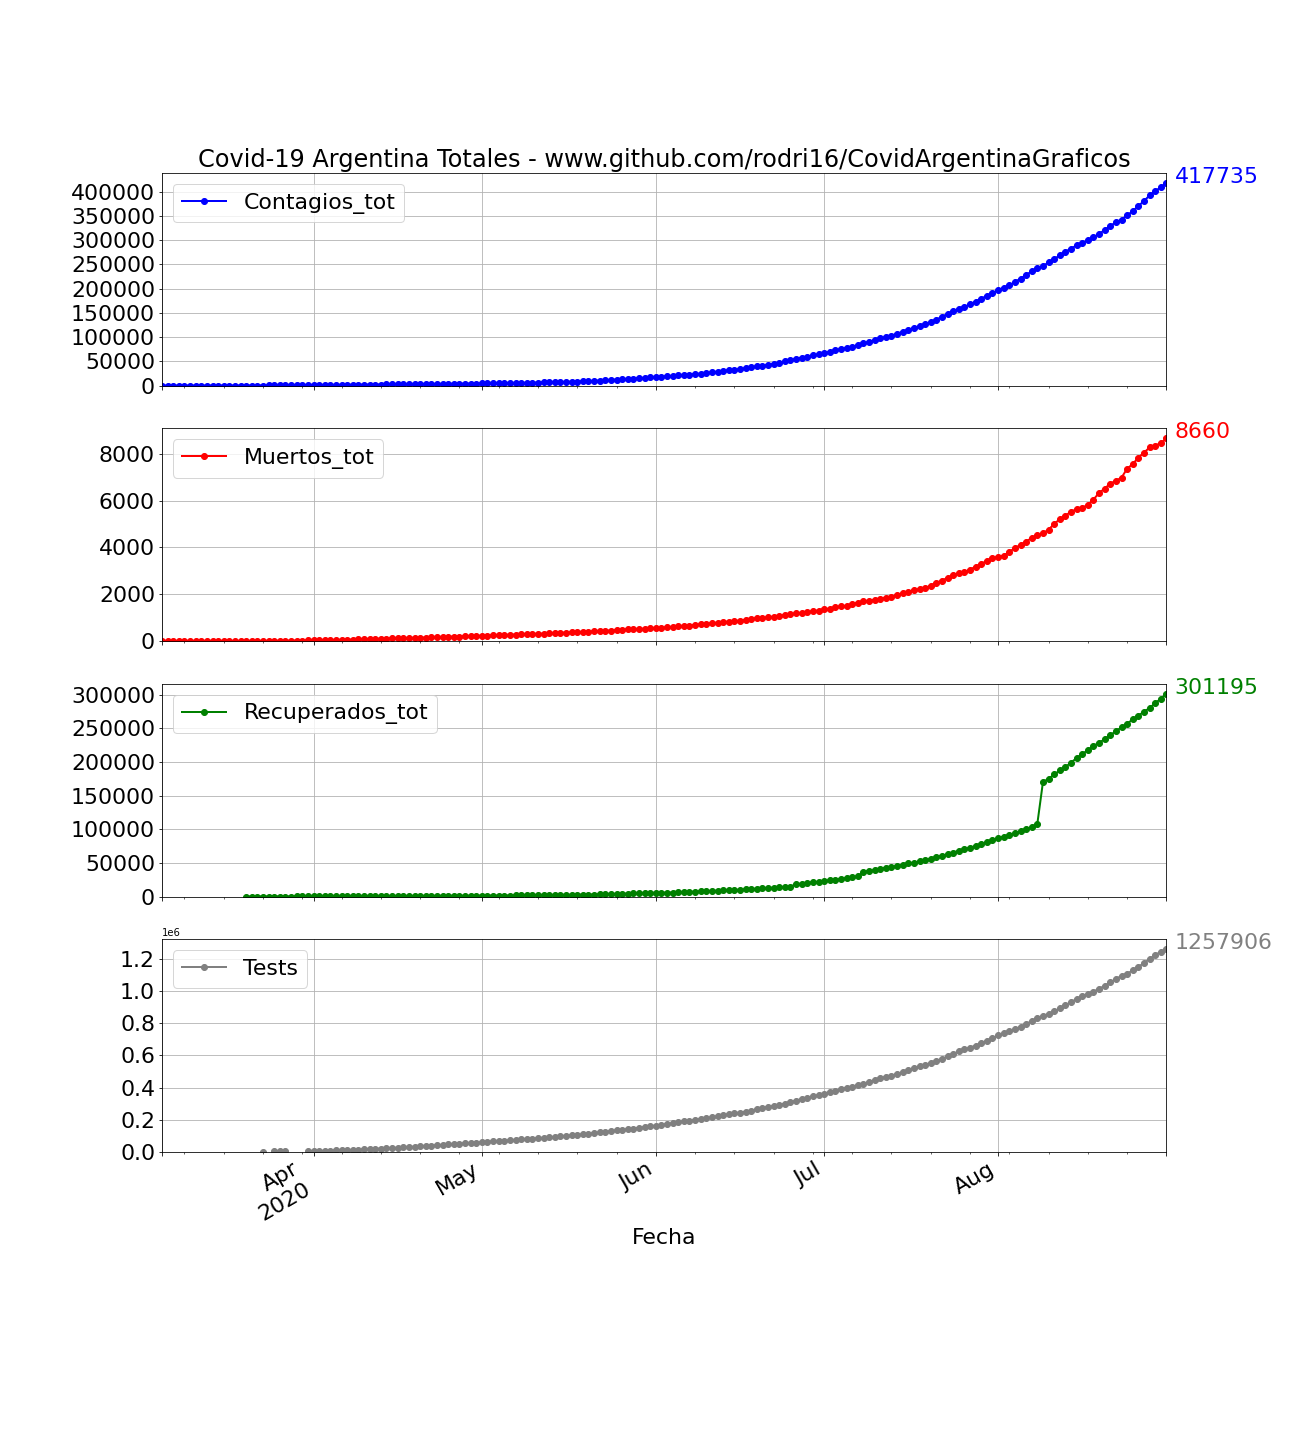 Covid-19 Argentina Totales - www.github.com/rodri16/CovidArgentinaGraficos
417735
400000
350000
300000
250000
200000
150000
100000
50000
0
Contagios_tot
8660
8000
6000
4000
2000
0
Muertos_tot
301195
300000
250000
200000
150000
100000
50000
0
Recuperados_tot
1e6
1257906
1.2
1.0
0.8
0.6
0.4
0.2
0.0
Tests
Apr
2020
May
Jun
Jul
Aug
Fecha